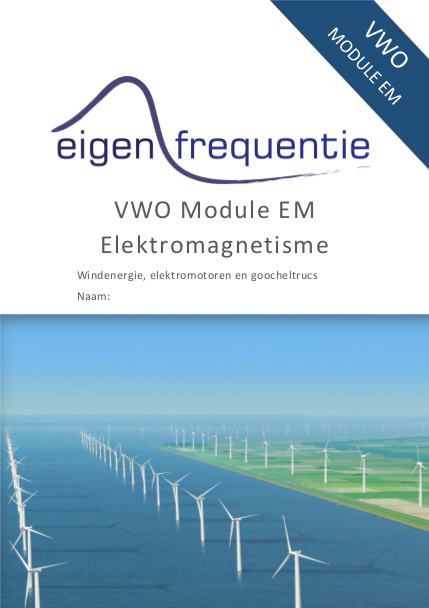 VWO
MODULE EM
eigenfrequentie
VWO Module EM
Elektromagnetisme
Windenergie, elektromotoren en goocheltrucs
Naam: